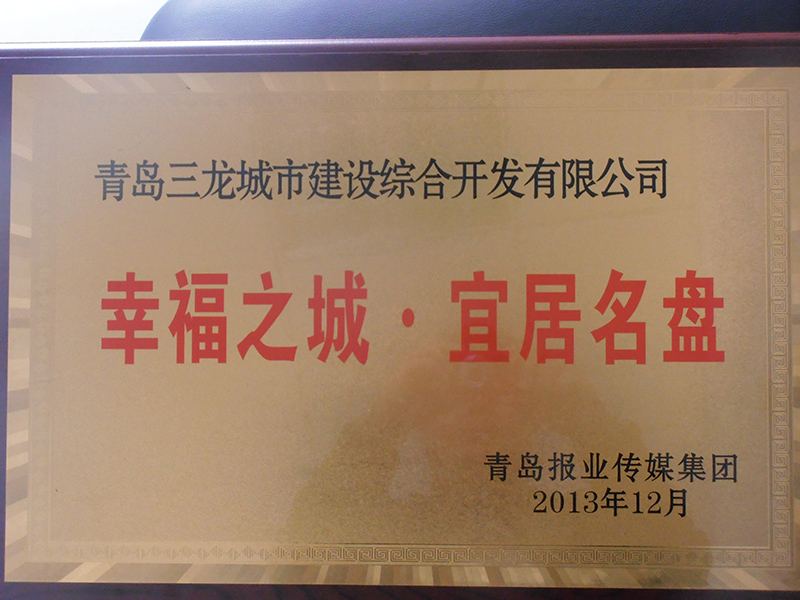 青岛三龙城市建设综合开发有限公司
幸福之城·宜居名盘
青岛报业传媒集团
2013年12月